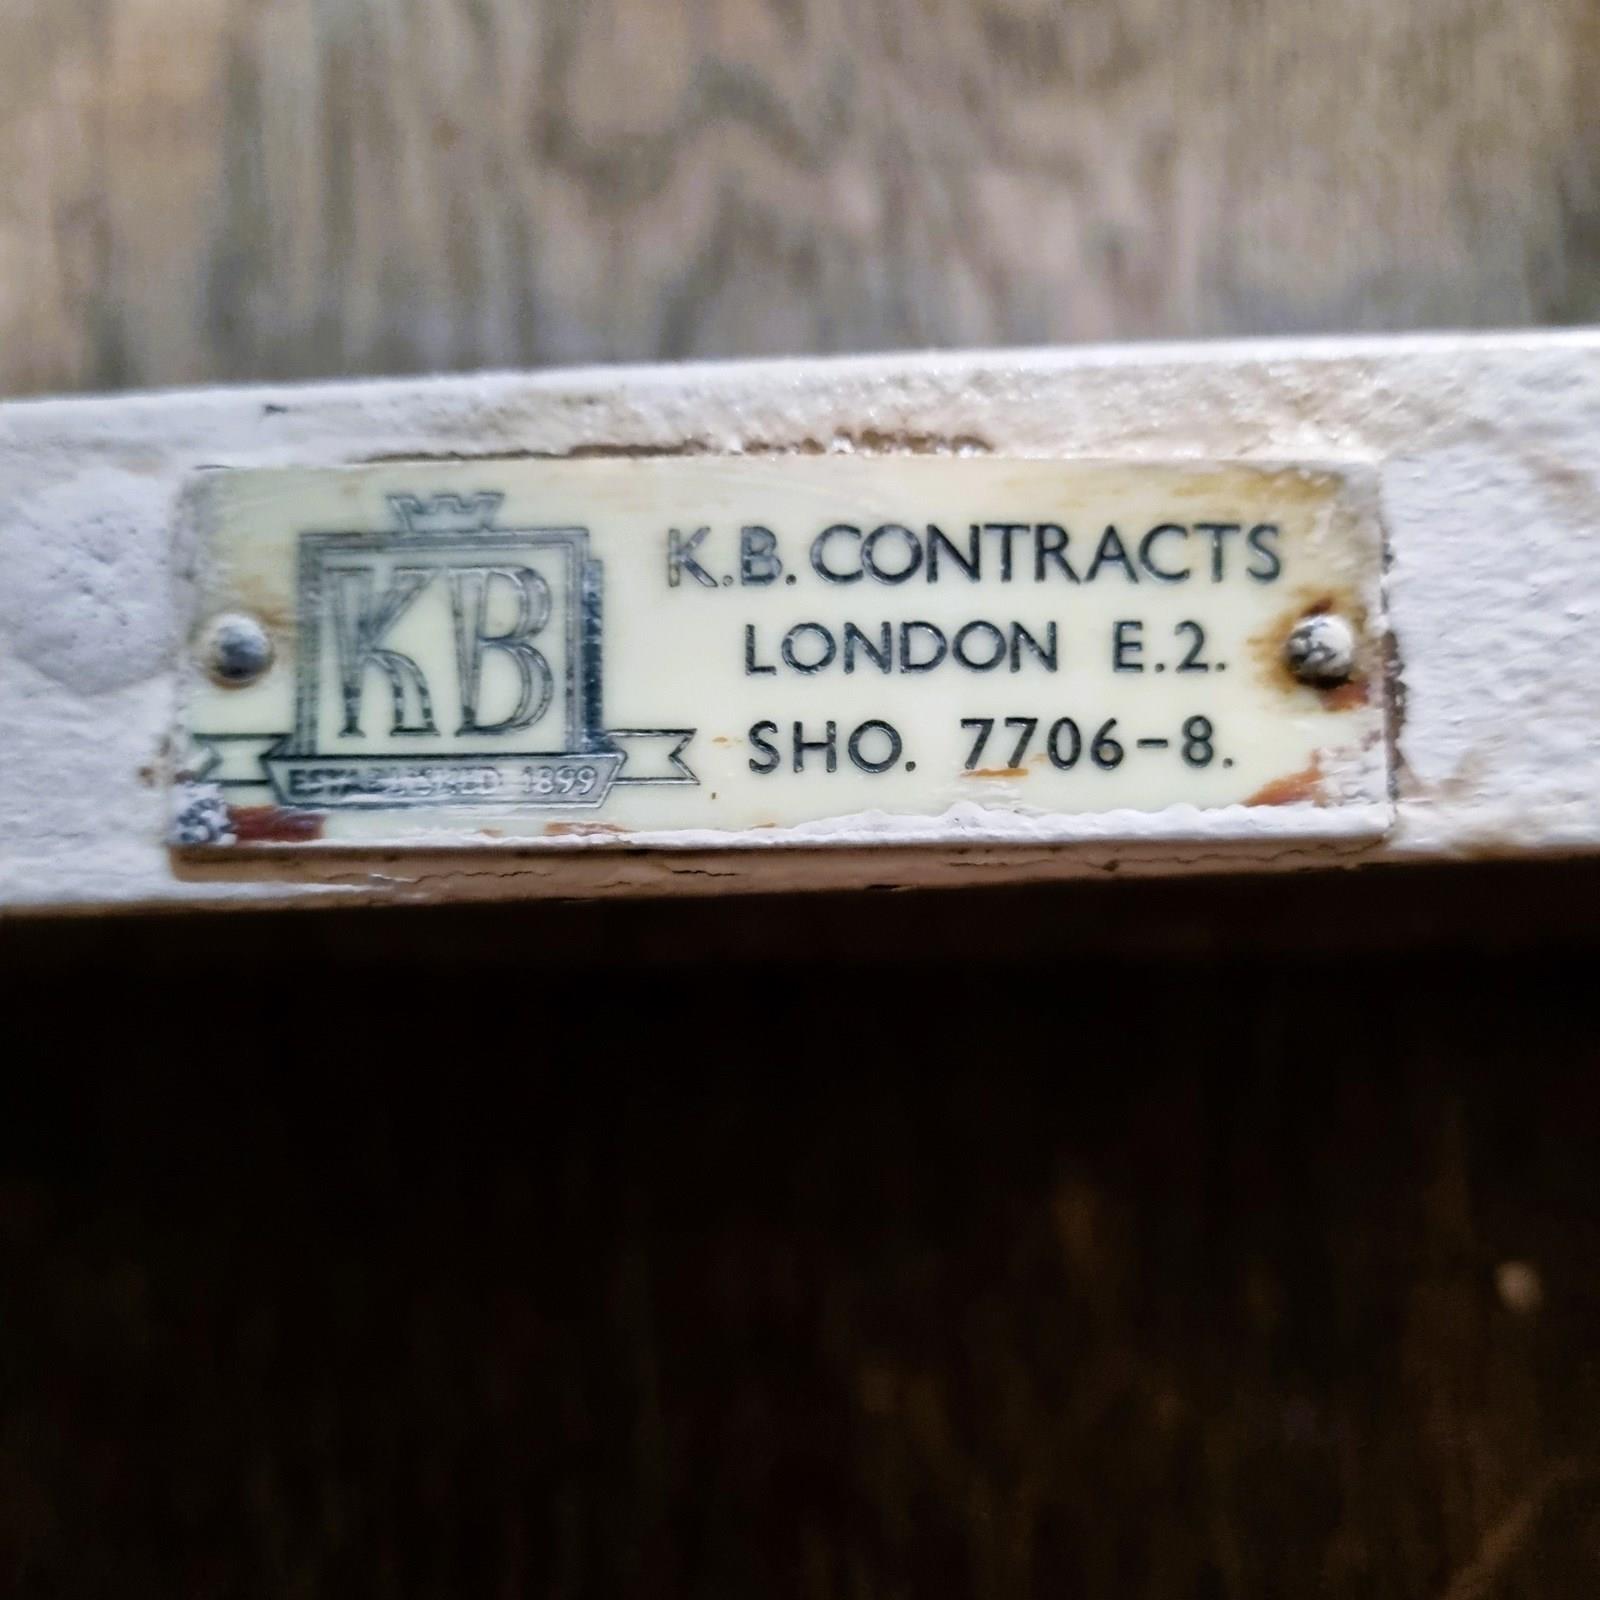 KB
ESTABLISHED 1899
K.B. CONTRACTS
LONDON E.2.
SHO. 7706-8.